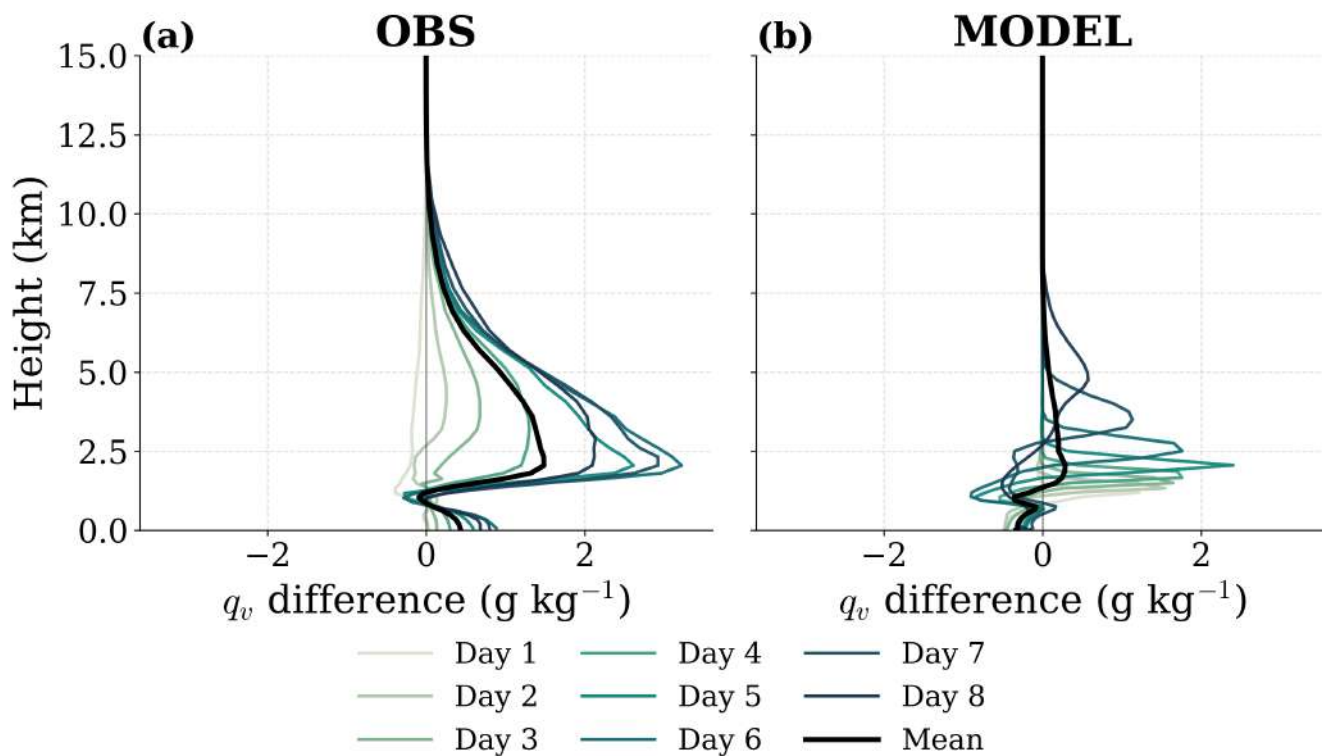 (a) OBS
(b) MODEL
15.0
12.5
10.0
7.5
5.0
2.5
0.0
Height (km)
−2 0 2
−2 0 2
q_v difference (g kg⁻¹)
q_v difference (g kg⁻¹)
Day 1 Day 4 Day 7
Day 2 Day 5 Day 8
Day 3 Day 6 Mean